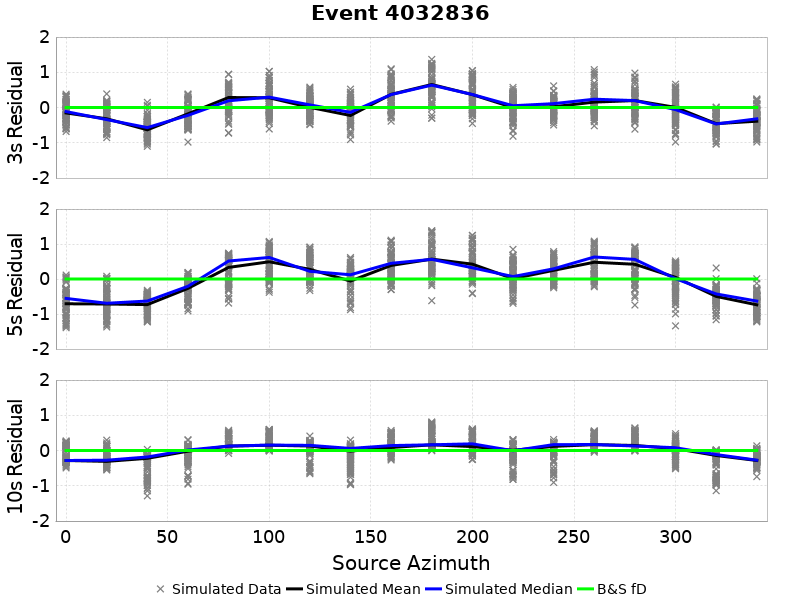 Event 4032836
3s Residual
2
1
0
-1
-2
5s Residual
2
1
0
-1
-2
10s Residual
2
1
0
-1
-2
0 50 100 150 200 250 300
Source Azimuth
Simulated Data Simulated Mean Simulated Median B&S fD